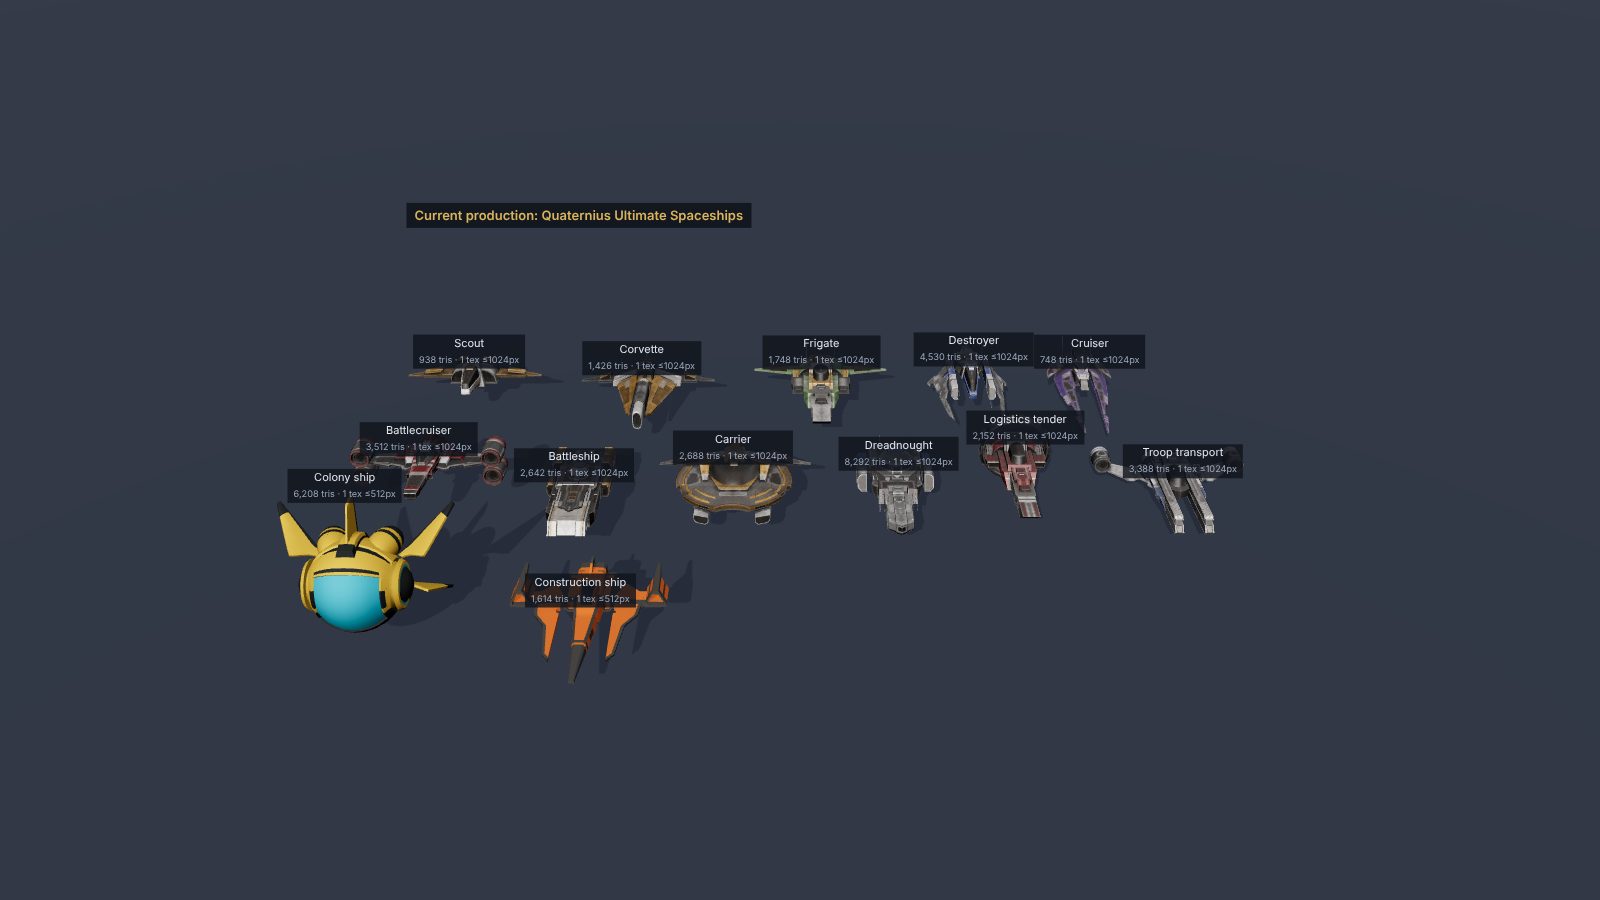 Current production: Quaternius Ultimate Spaceships
Scout
938 tris · 1 tex ≤1024px
Corvette
1,426 tris · 1 tex ≤1024px
Frigate
1,748 tris · 1 tex ≤1024px
Destroyer
4,530 tris · 1 tex ≤1024px
Cruiser
748 tris · 1 tex ≤1024px
Battlecruiser
3,512 tris · 1 tex ≤1024px
Battleship
2,642 tris · 1 tex ≤1024px
Carrier
2,688 tris · 1 tex ≤1024px
Dreadnought
8,292 tris · 1 tex ≤1024px
Logistics tender
2,152 tris · 1 tex ≤1024px
Troop transport
3,388 tris · 1 tex ≤1024px
Colony ship
6,208 tris · 1 tex ≤512px
Construction ship
1,614 tris · 1 tex ≤512px